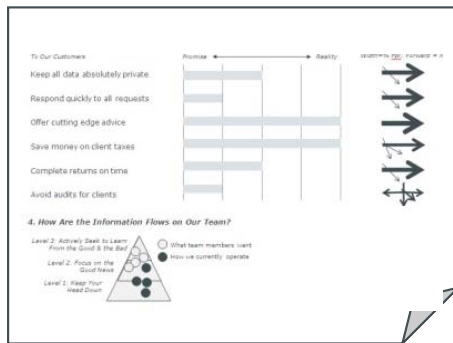 To Our Customers
Promise
Reality
Keep all data absolutely private
Respond quickly to all requests
Offer cutting edge advice
Save money on client taxes
Complete returns on time
Avoid audits for clients
4. How Are the Information Flows on Our Team?
Level 3: Actively Seek to Learn
From the Good & the Bad
What team members want
Level 2. Focus on the
Good News
How we currently operate
Level 1: Keep Your
Head Down